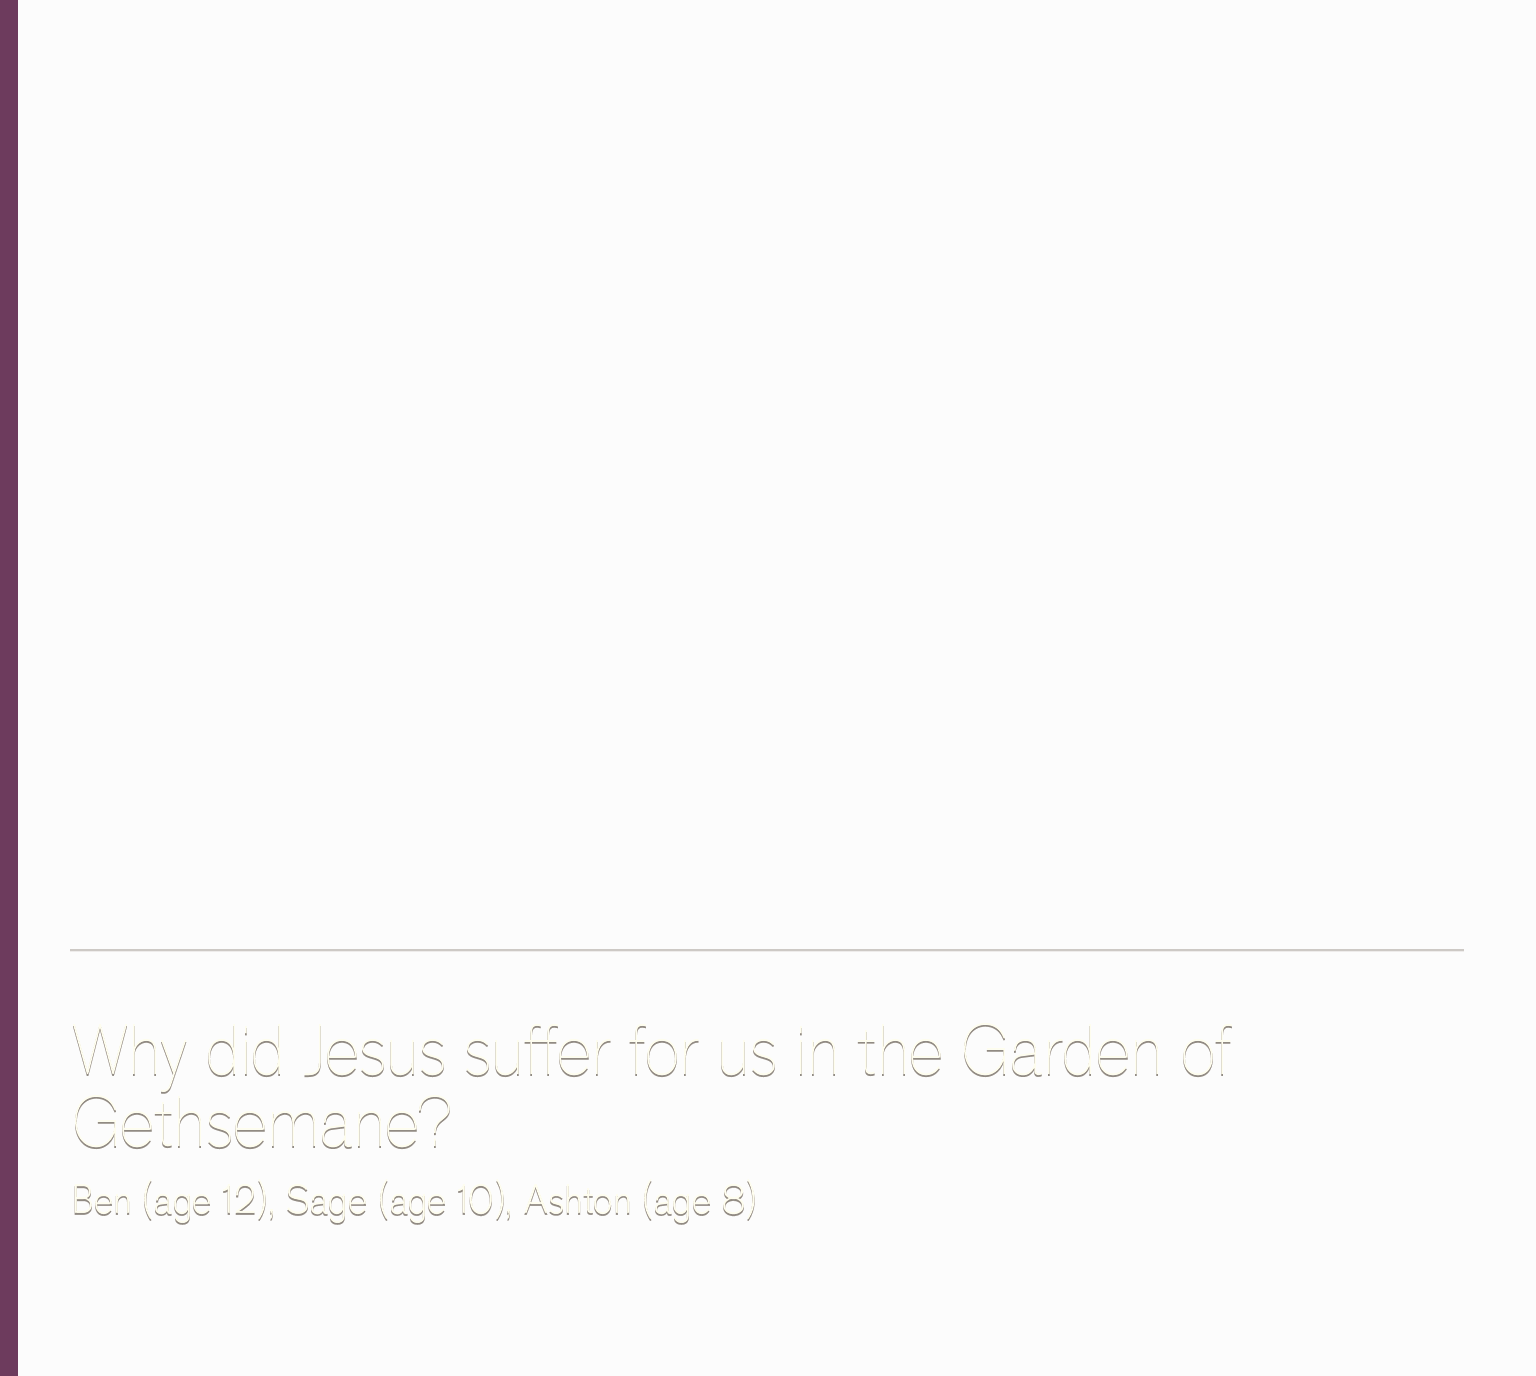 Why did Jesus suffer for us in the Garden of
Gethsemane?
Ben (age 12), Sage (age 10), Ashton (age 8)